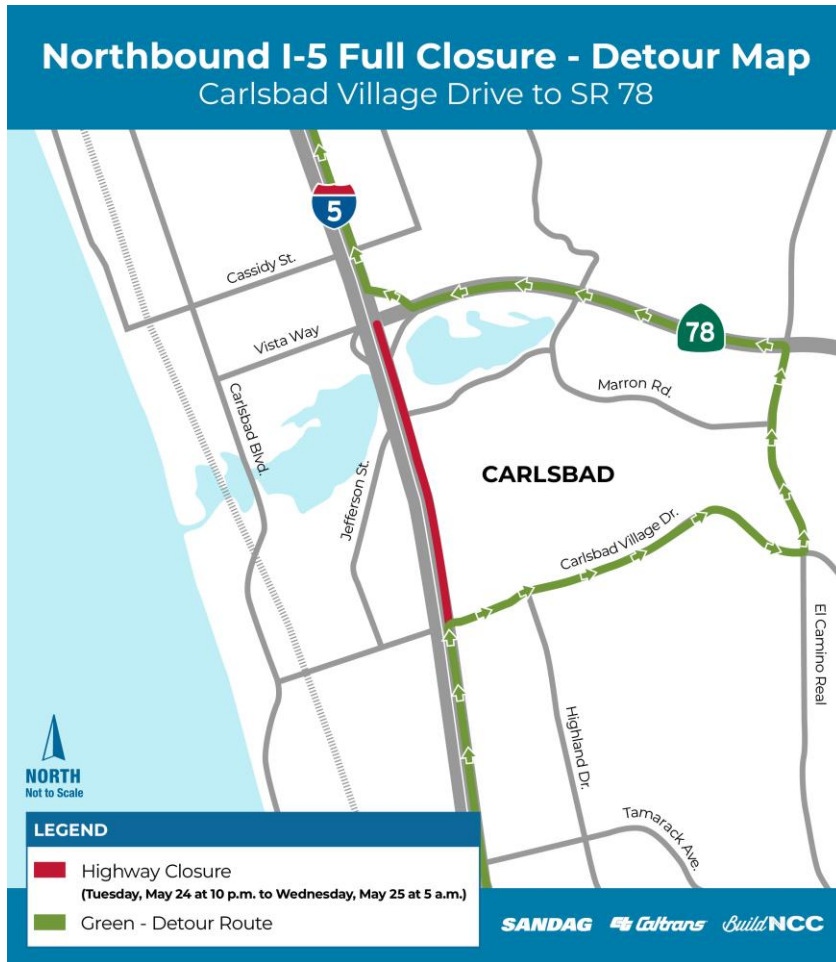 Northbound I-5 Full Closure - Detour Map
Carlsbad Village Drive to SR 78
5
Cassidy St.
Vista Way
78
Marron Rd.
Carlsbad Blvd.
Jefferson St.
CARLSBAD
Carlsbad Village Dr.
El Camino Real
Highland Dr.
Tamarack Ave.
NORTH
Not to Scale
LEGEND
Highway Closure
(Tuesday, May 24 at 10 p.m. to Wednesday, May 25 at 5 a.m.)
Green - Detour Route
SANDAG ct Caltrans Build NCC